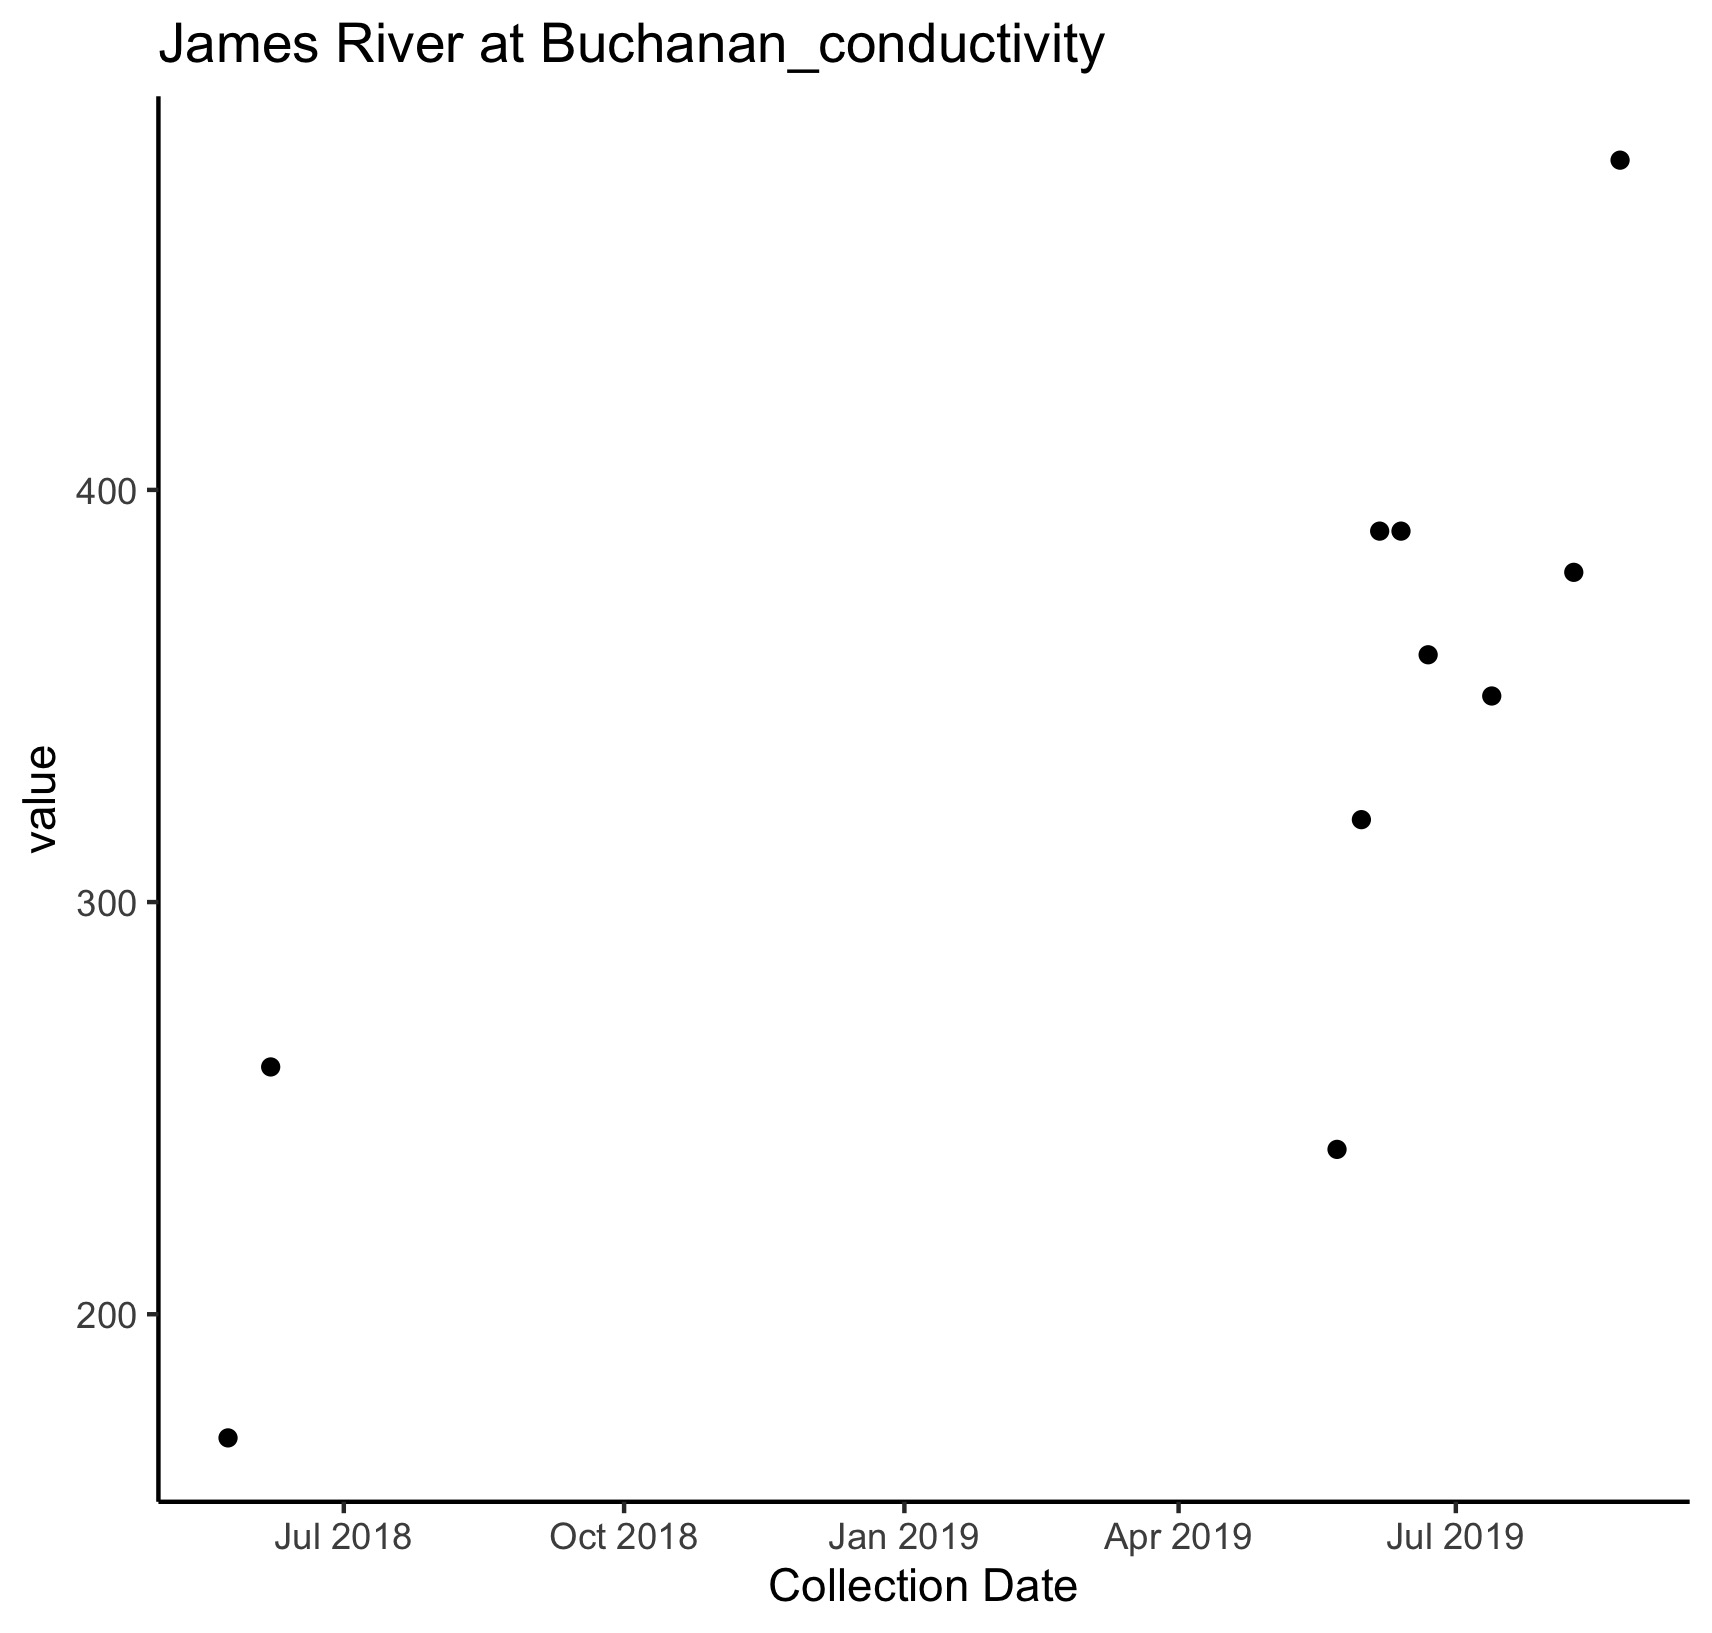 James River at Buchanan_conductivity
value
400
300
200
Jul 2018
Oct 2018
Jan 2019
Apr 2019
Jul 2019
Collection Date